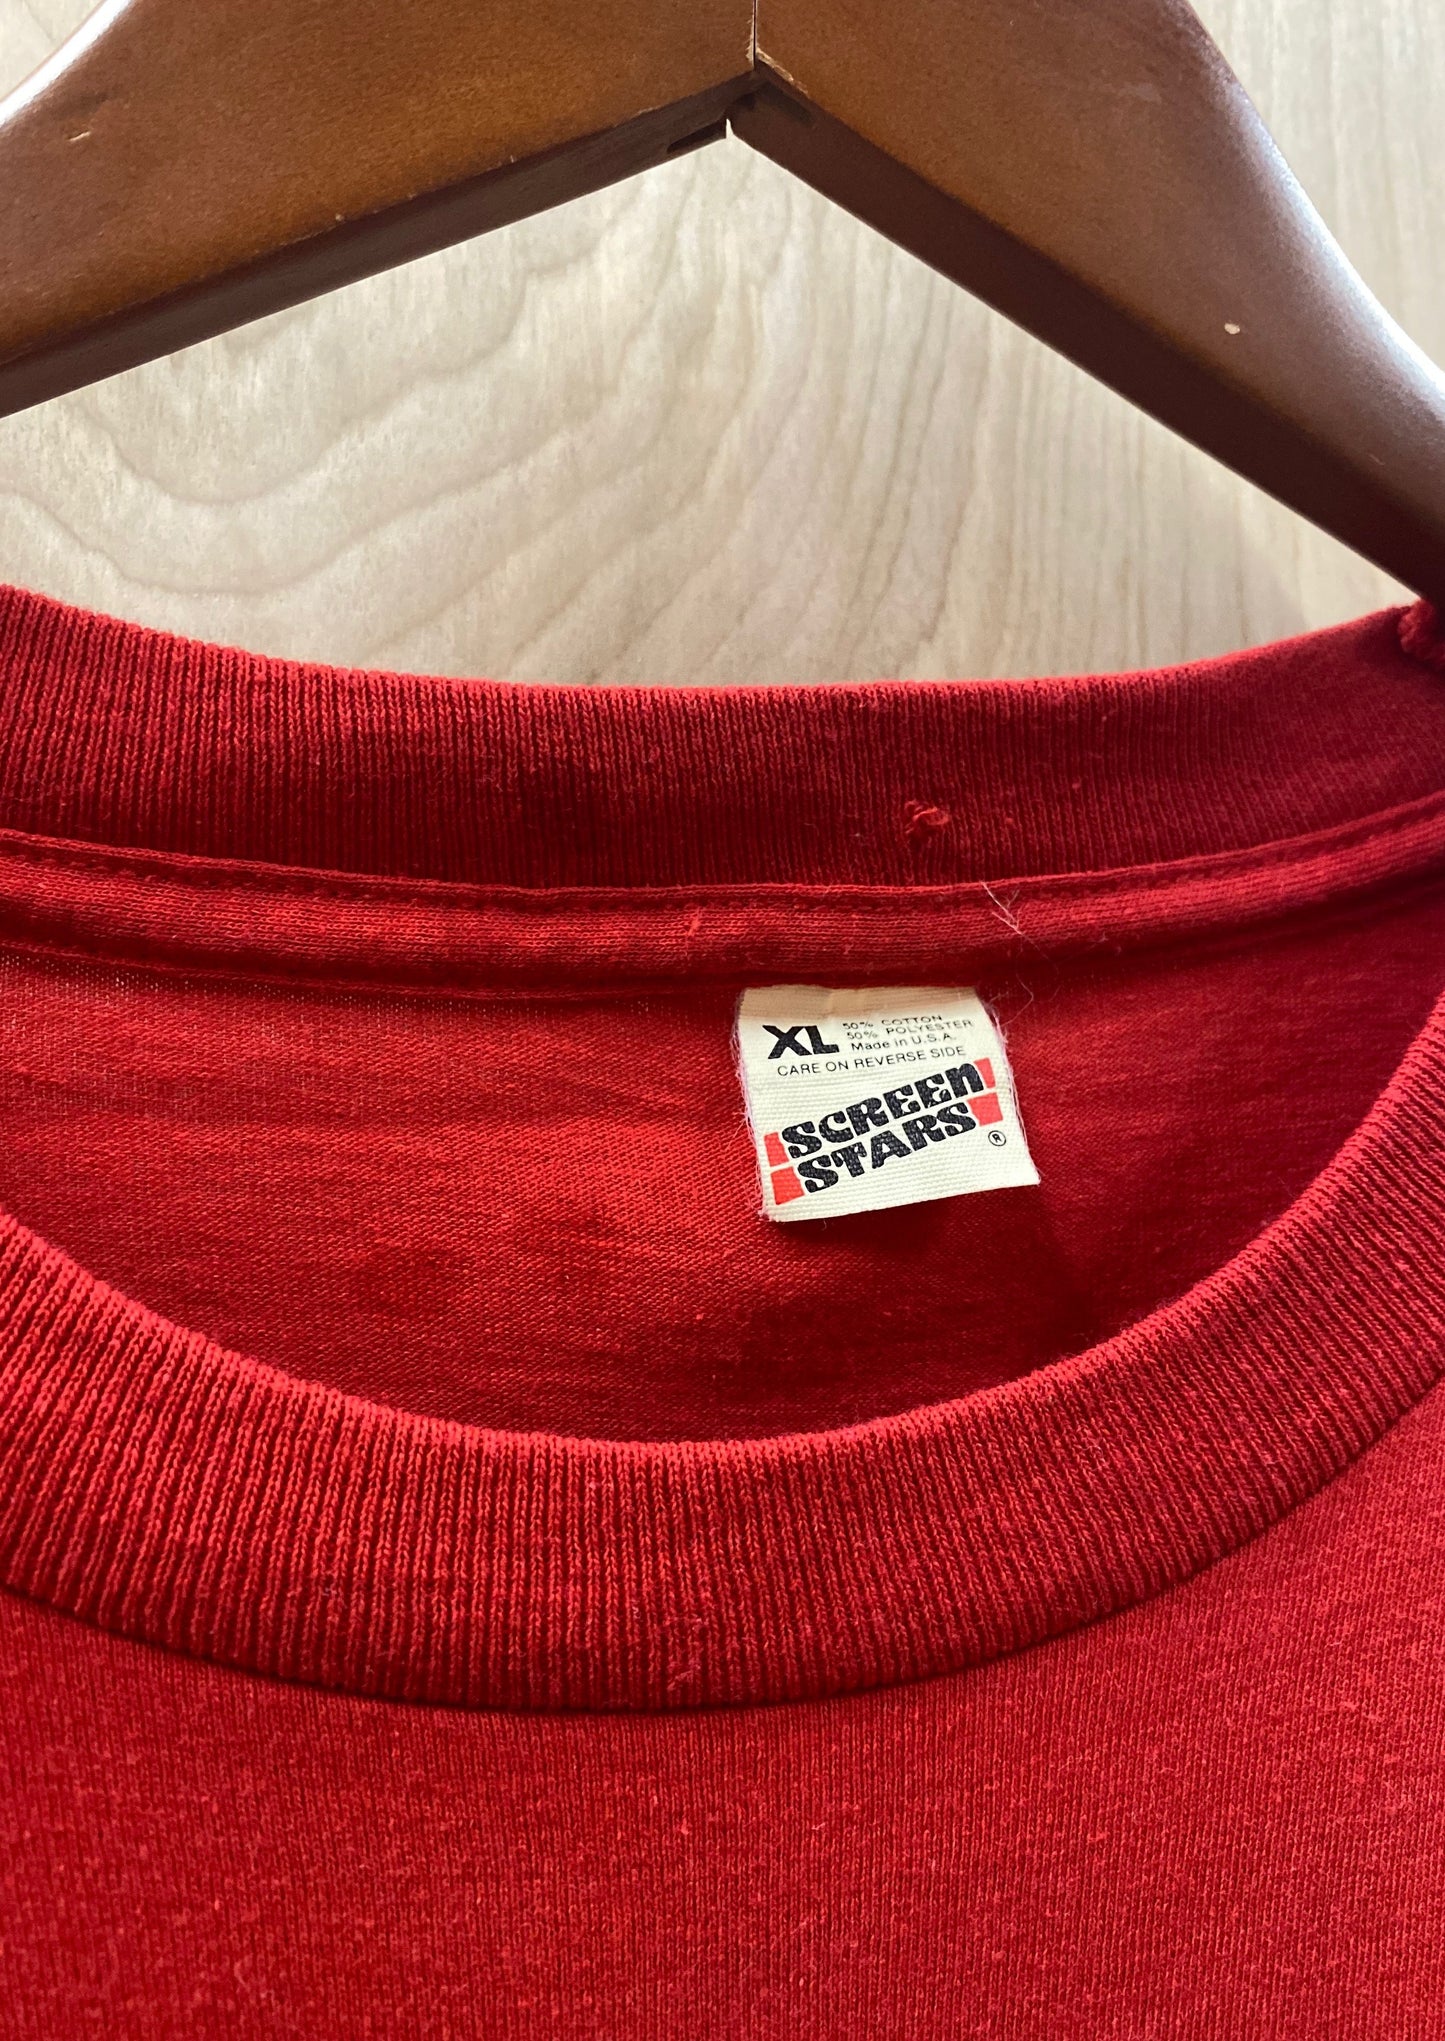 XL 50% COTTON
50% POLYESTER
Made in U.S.A.
CARE ON REVERSE SIDE
SCREEN
STARS ®